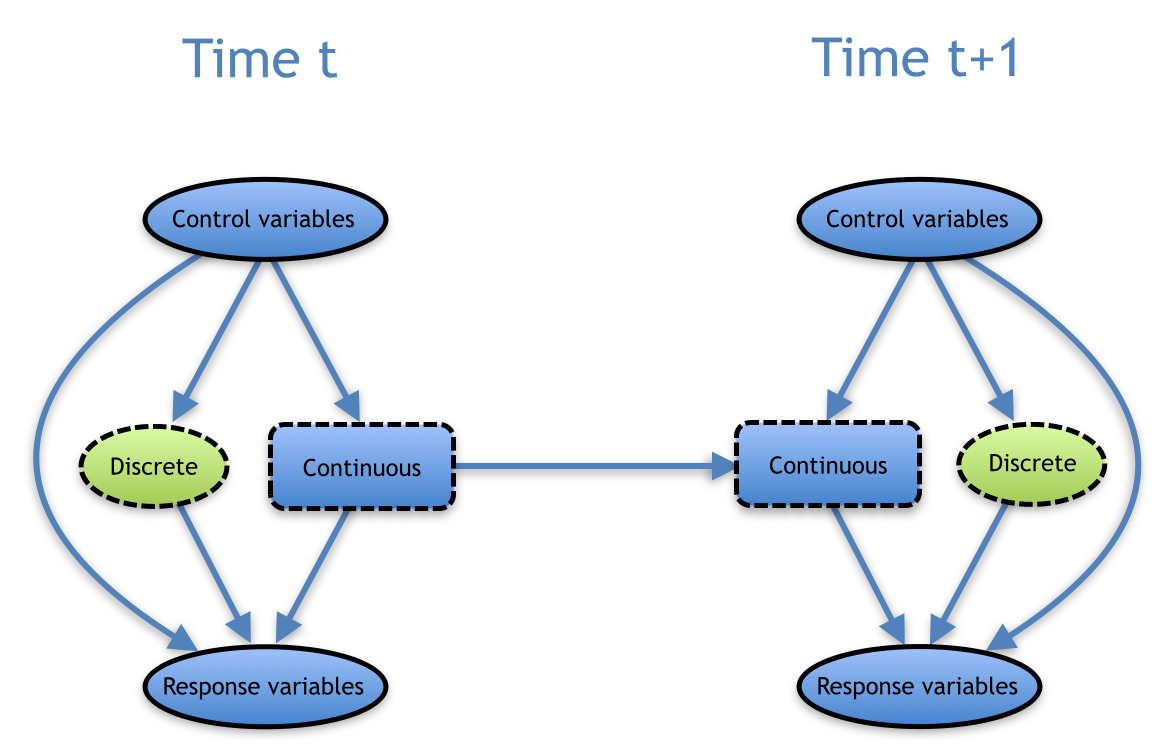 Time t
Time t+1
Control variables
Control variables
Discrete
Continuous
Continuous
Discrete
Response variables
Response variables